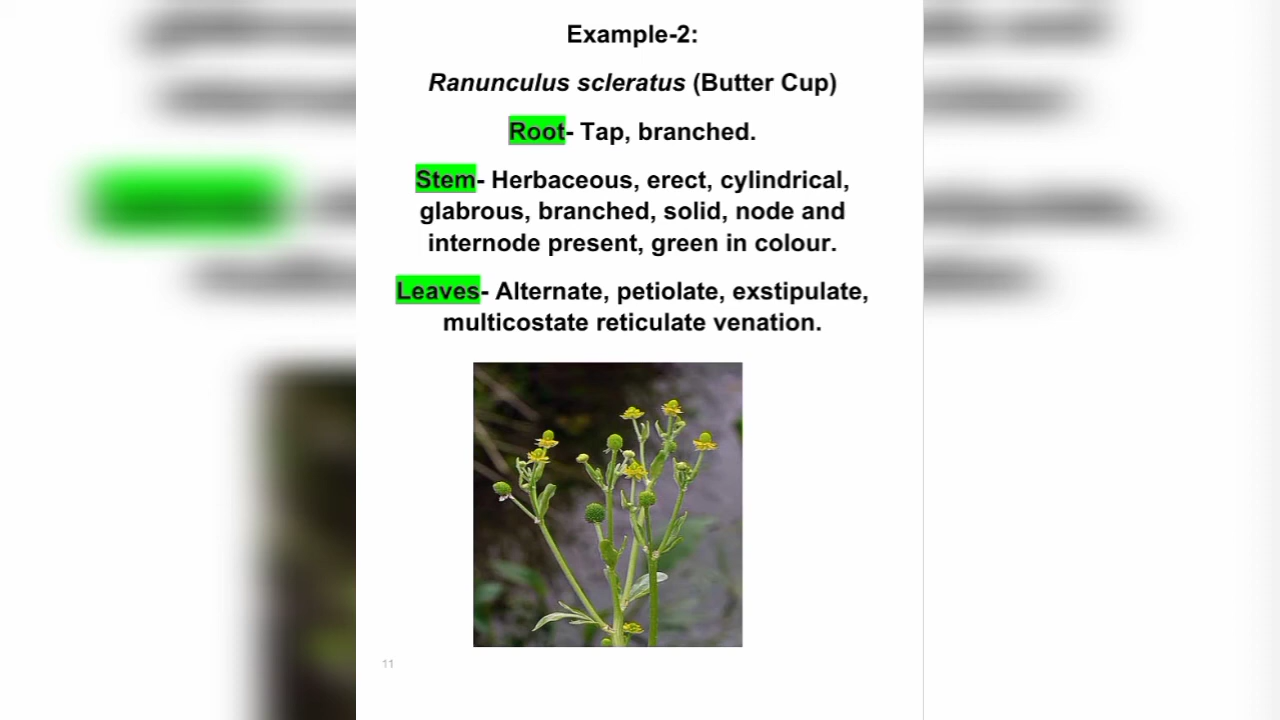 Example-2:
Ranunculus scleratus (Butter Cup)
Root- Tap, branched.
Stem- Herbaceous, erect, cylindrical,
glabrous, branched, solid, node and
internode present, green in colour.
Leaves- Alternate, petiolate, exstipulate,
multicostate reticulate venation.
11